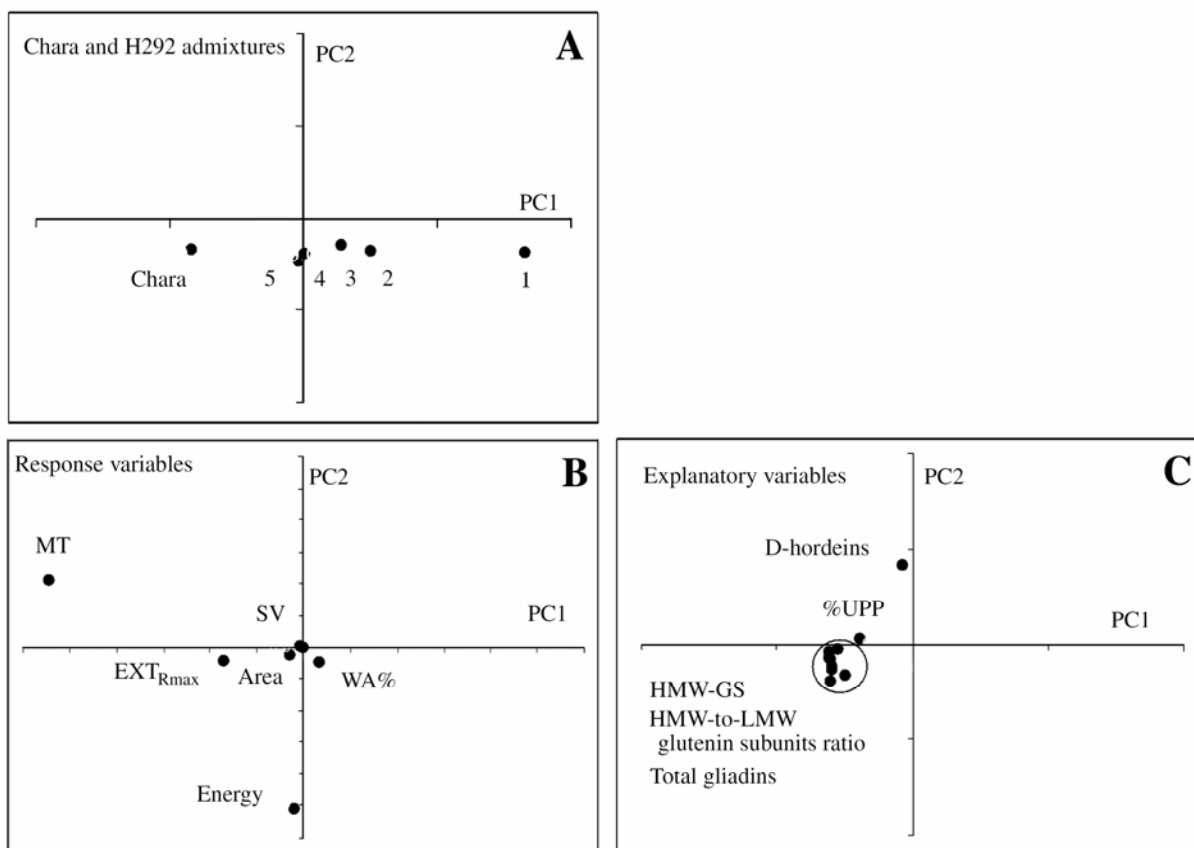 Chara and H292 admixtures
A
PC2
PC1
Chara
5
4
3
2
1
Response variables
B
PC2
MT
SV
PC1
EXTRmax
Area
WA%
Energy
Explanatory variables
C
PC2
D-hordeins
%UPP
PC1
HMW-GS
HMW-to-LMW
glutenin subunits ratio
Total gliadins